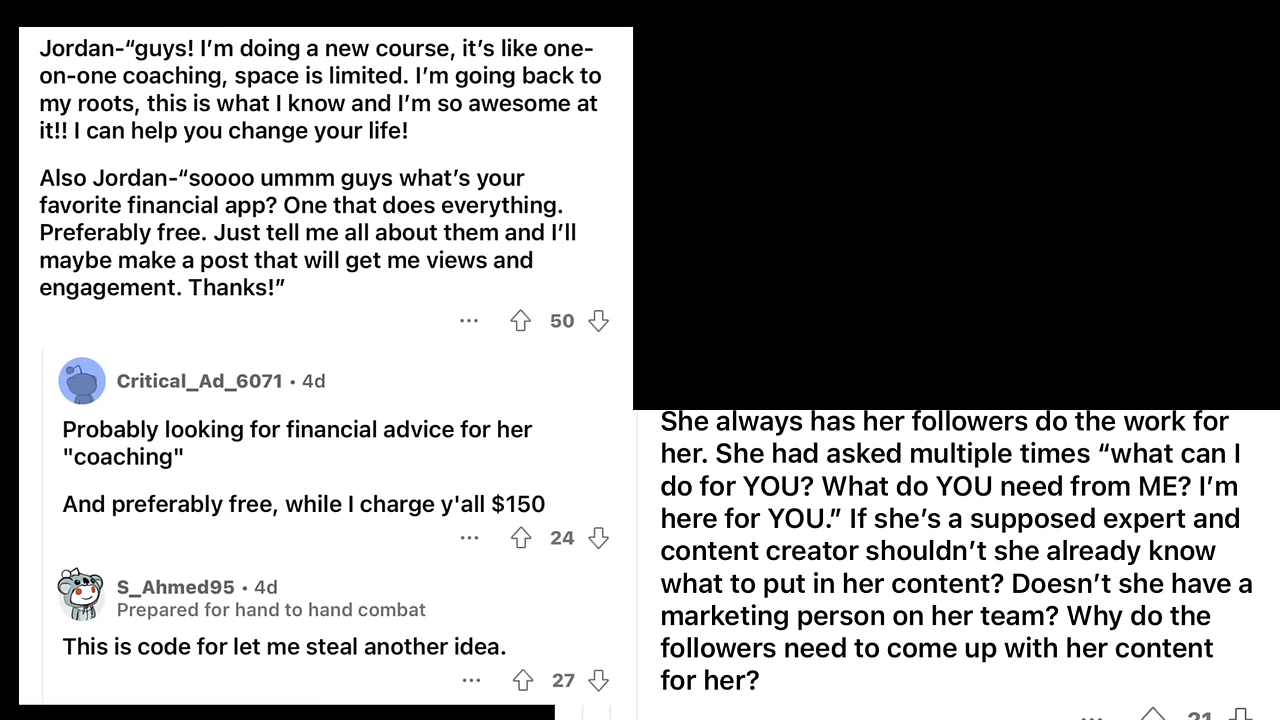 Jordan-“guys! I’m doing a new course, it’s like one-
on-one coaching, space is limited. I’m going back to
my roots, this is what I know and I’m so awesome at
it!! I can help you change your life!
Also Jordan-“soooo ummm guys what’s your
favorite financial app? One that does everything.
Preferably free. Just tell me all about them and I’ll
maybe make a post that will get me views and
engagement. Thanks!”
... 50
Critical_Ad_6071 • 4d
Probably looking for financial advice for her
"coaching"
And preferably free, while I charge y'all $150
... 24
S_Ahmed95 • 4d
Prepared for hand to hand combat
This is code for let me steal another idea.
... 27
She always has her followers do the work for
her. She had asked multiple times “what can I
do for YOU? What do YOU need from ME? I’m
here for YOU.” If she’s a supposed expert and
content creator shouldn’t she already know
what to put in her content? Doesn’t she have a
marketing person on her team? Why do the
followers need to come up with her content
for her?
... 21